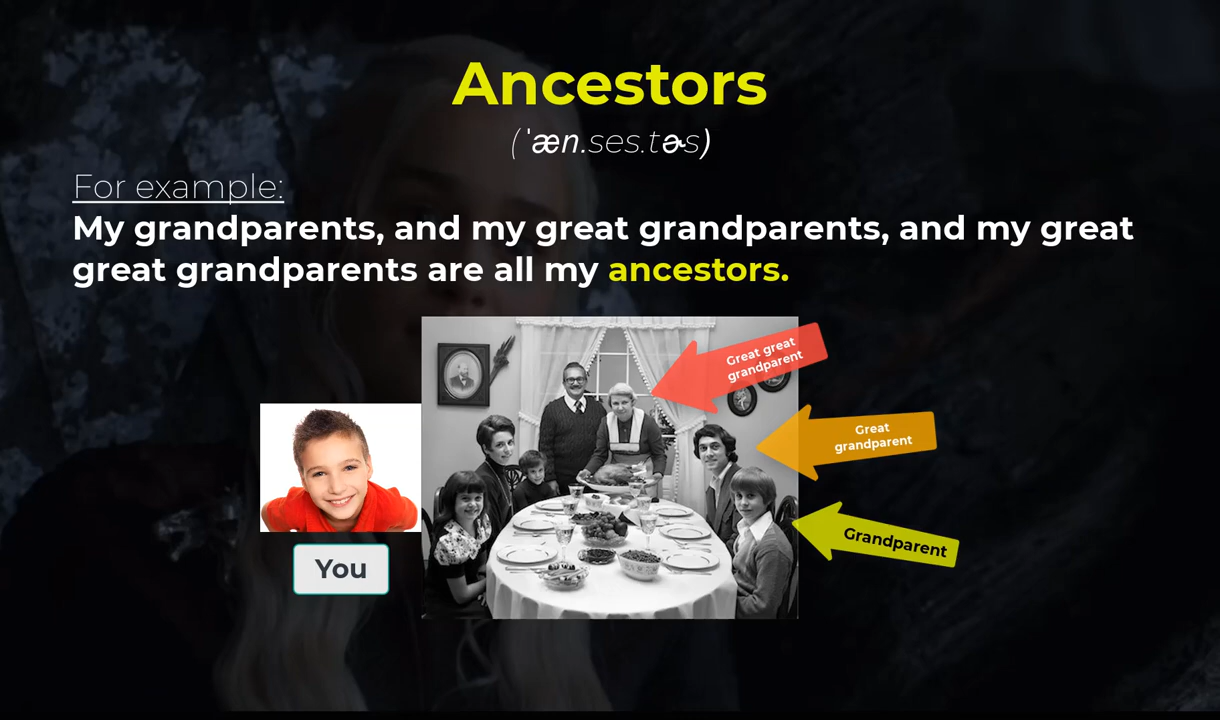 Ancestors
(ˈæn.ses.tɚs)
For example:
My grandparents, and my great grandparents, and my great
great grandparents are all my ancestors.
Great great
grandparent
Great
grandparent
Grandparent
You